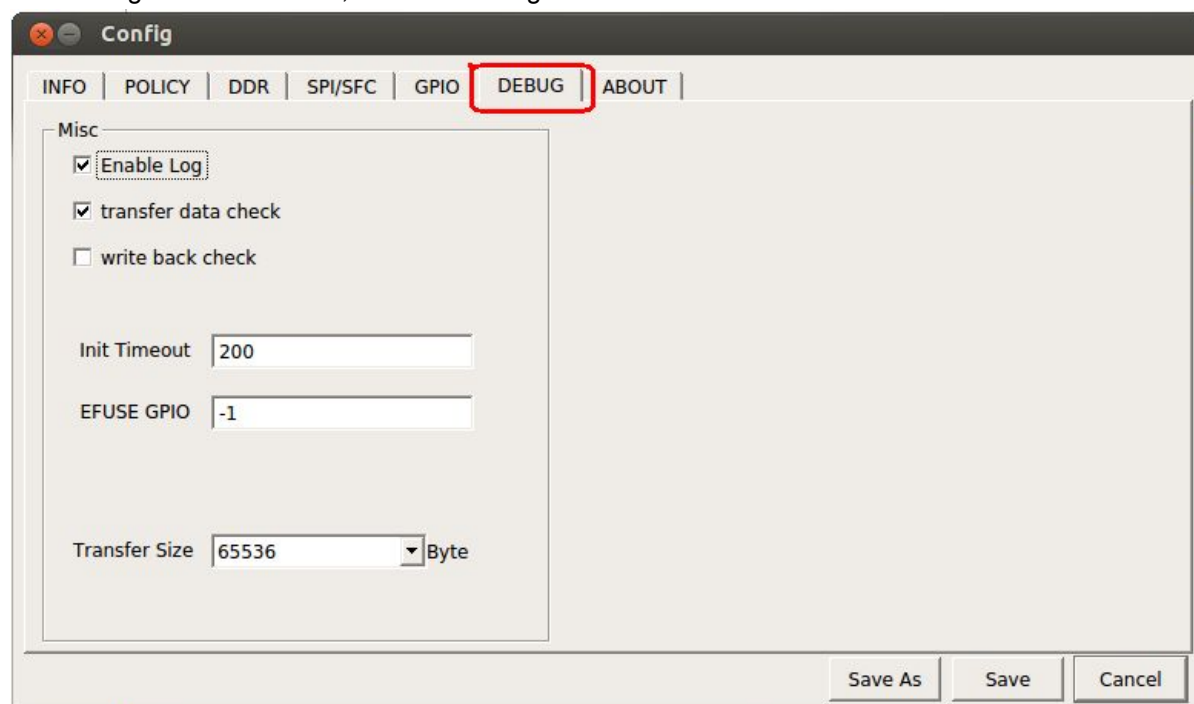 Config
INFO POLICY DDR SPI/SFC GPIO DEBUG ABOUT
Misc
Enable Log
transfer data check
write back check
Init Timeout 200
EFUSE GPIO -1
Transfer Size 65536 Byte
Save As Save Cancel